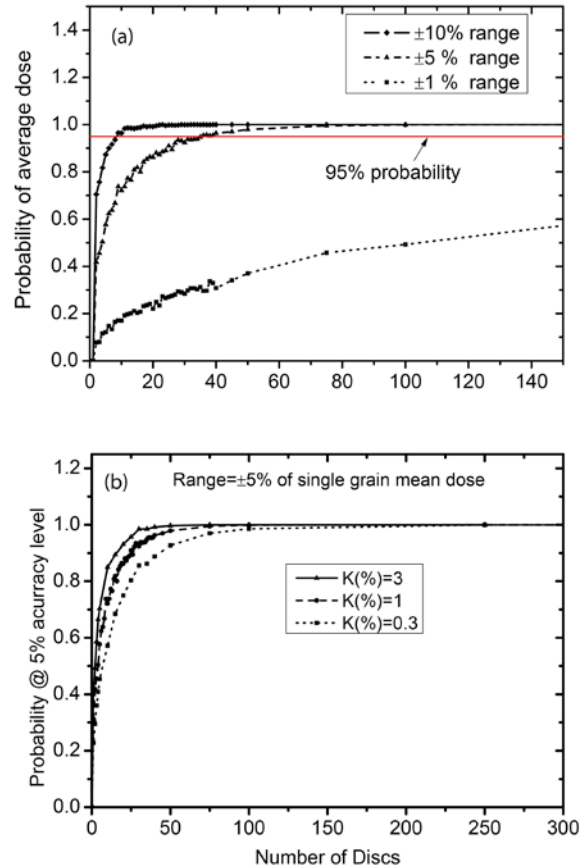 (a)
±10% range
±5 % range
±1 % range
95% probability
Probability of average dose
1.4
1.2
1.0
0.8
0.6
0.4
0.2
0.0
0 20 40 60 80 100 120 140
(b) Range=±5% of single grain mean dose
K(%)=3
K(%)=1
K(%)=0.3
Probability @ 5% acurracy level
1.2
1.0
0.8
0.6
0.4
0.2
0.0
0 50 100 150 200 250 300
Number of Discs